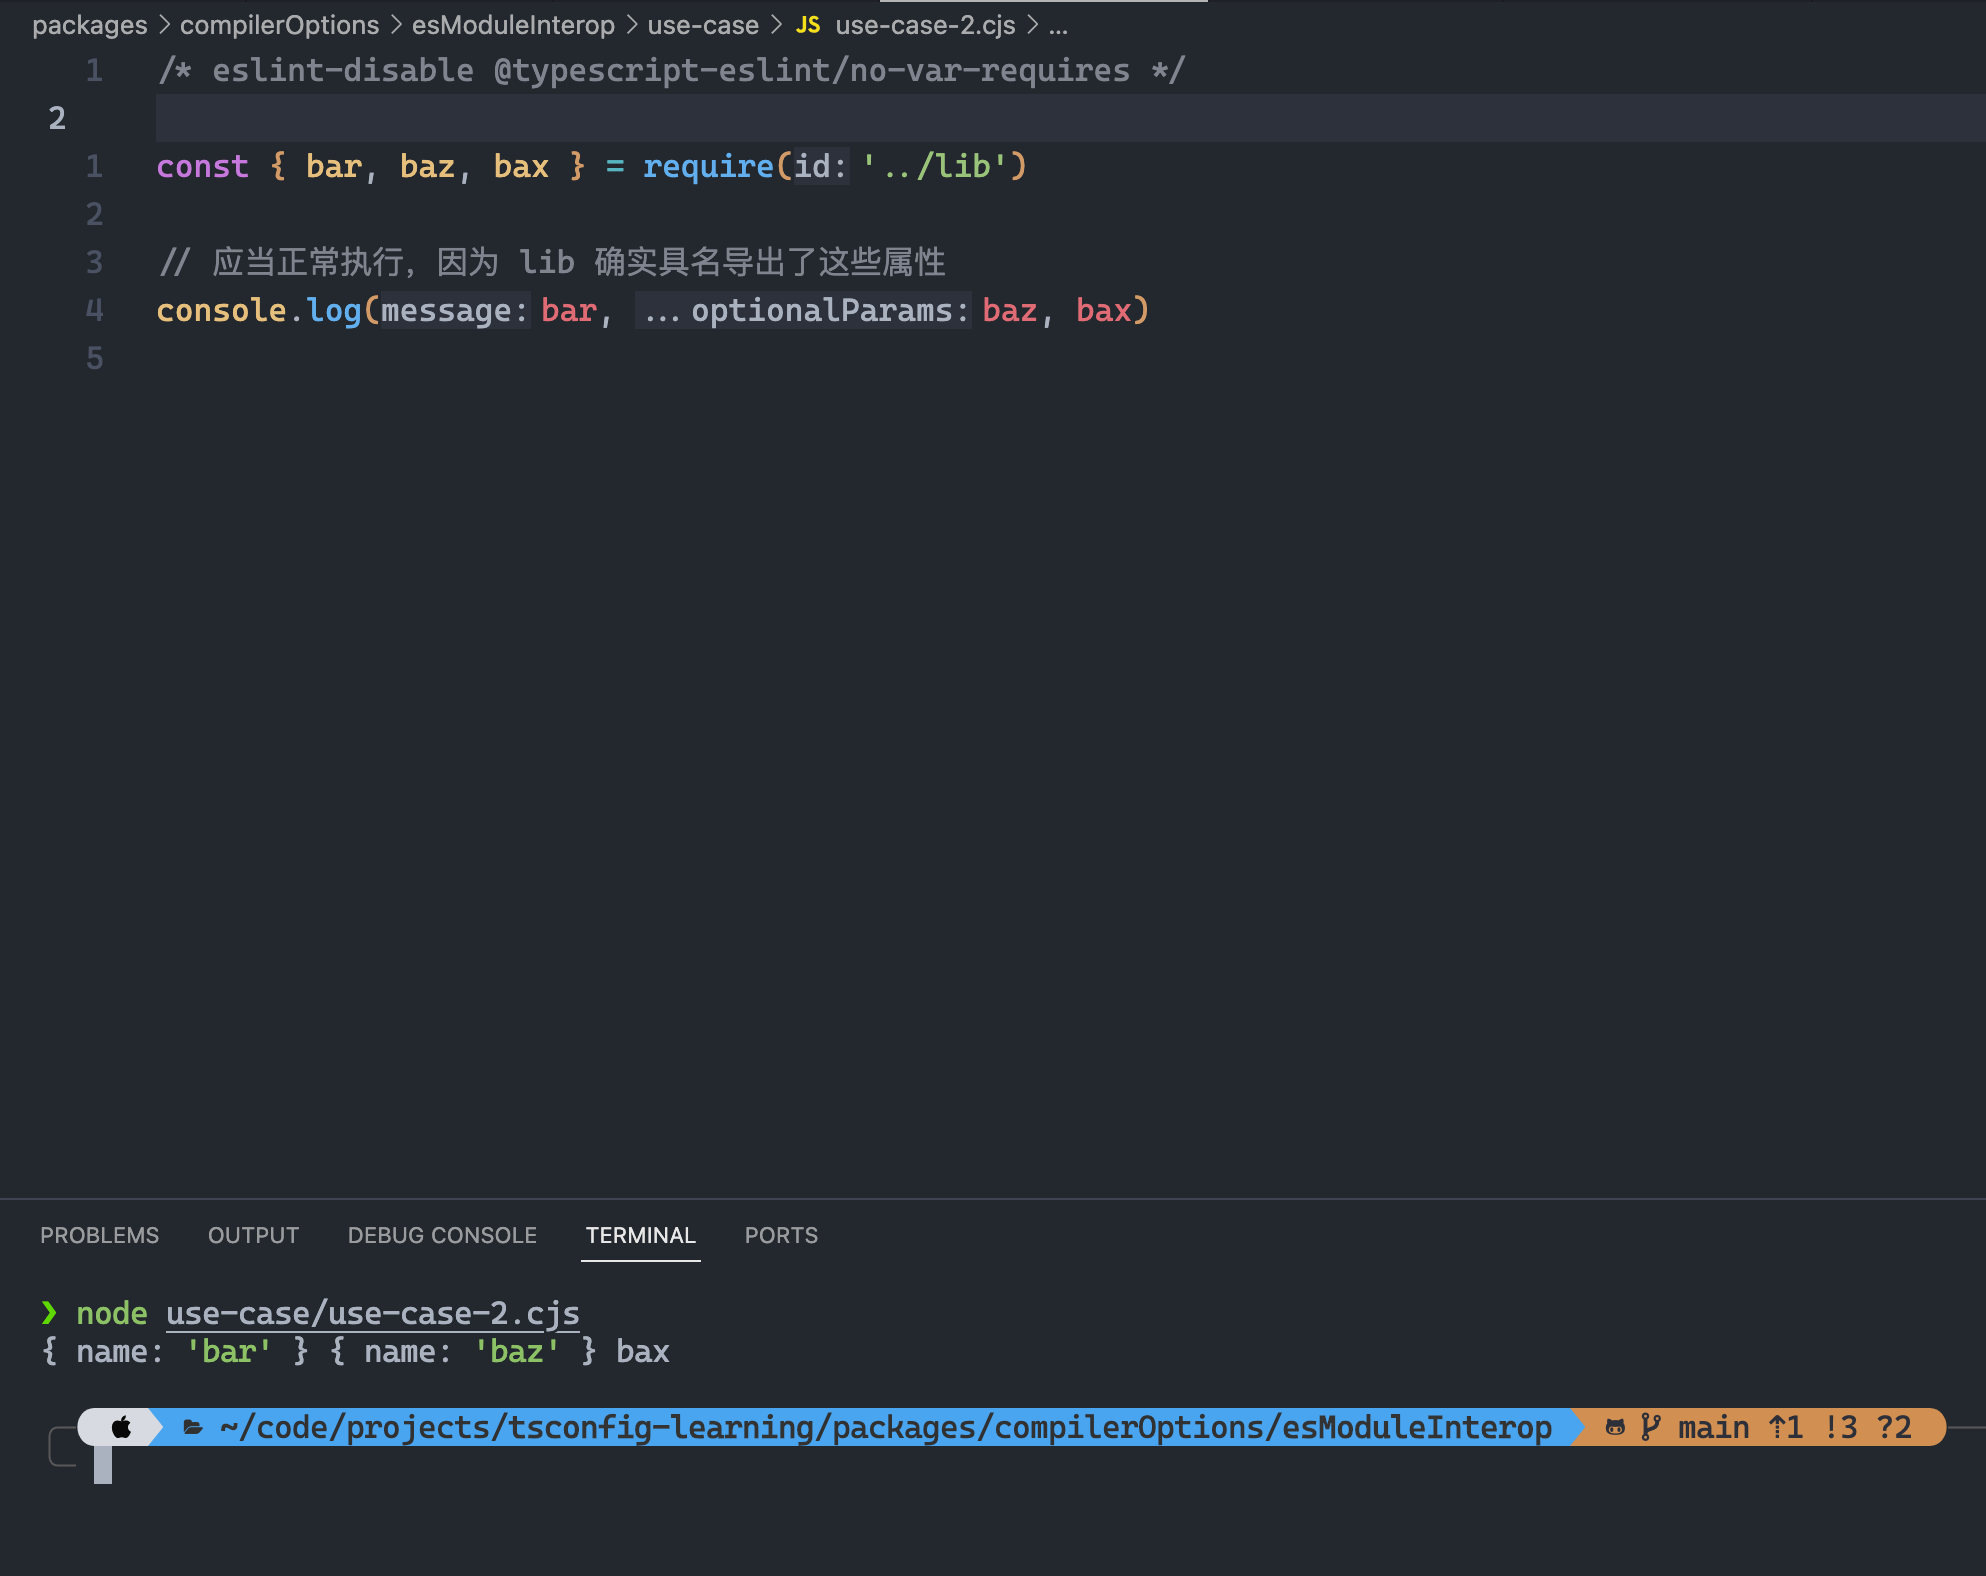 packages > compilerOptions > esModuleInterop > use-case > JS use-case-2.cjs > ...
1 /* eslint-disable @typescript-eslint/no-var-requires */
2
1 const { bar, baz, bax } = require(id: '../lib')
2
3 // 应当正常执行，因为 lib 确实具名导出了这些属性
4 console.log(message: bar, ...optionalParams: baz, bax)
5
PROBLEMS OUTPUT DEBUG CONSOLE TERMINAL PORTS
❯ node use-case/use-case-2.cjs
{ name: 'bar' } { name: 'baz' } bax
~/code/projects/tsconfig-learning/packages/compilerOptions/esModuleInterop main ⇡1 !3 ?2